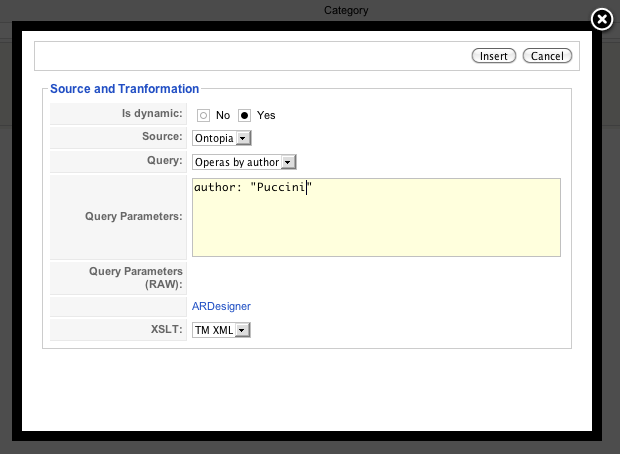 Category
Insert Cancel
Source and Tranformation
Is dynamic: No Yes
Source: Ontopia
Query: Operas by author
Query Parameters: author: "Puccini"
Query Parameters
(RAW):
ARDesigner
XSLT: TM XML